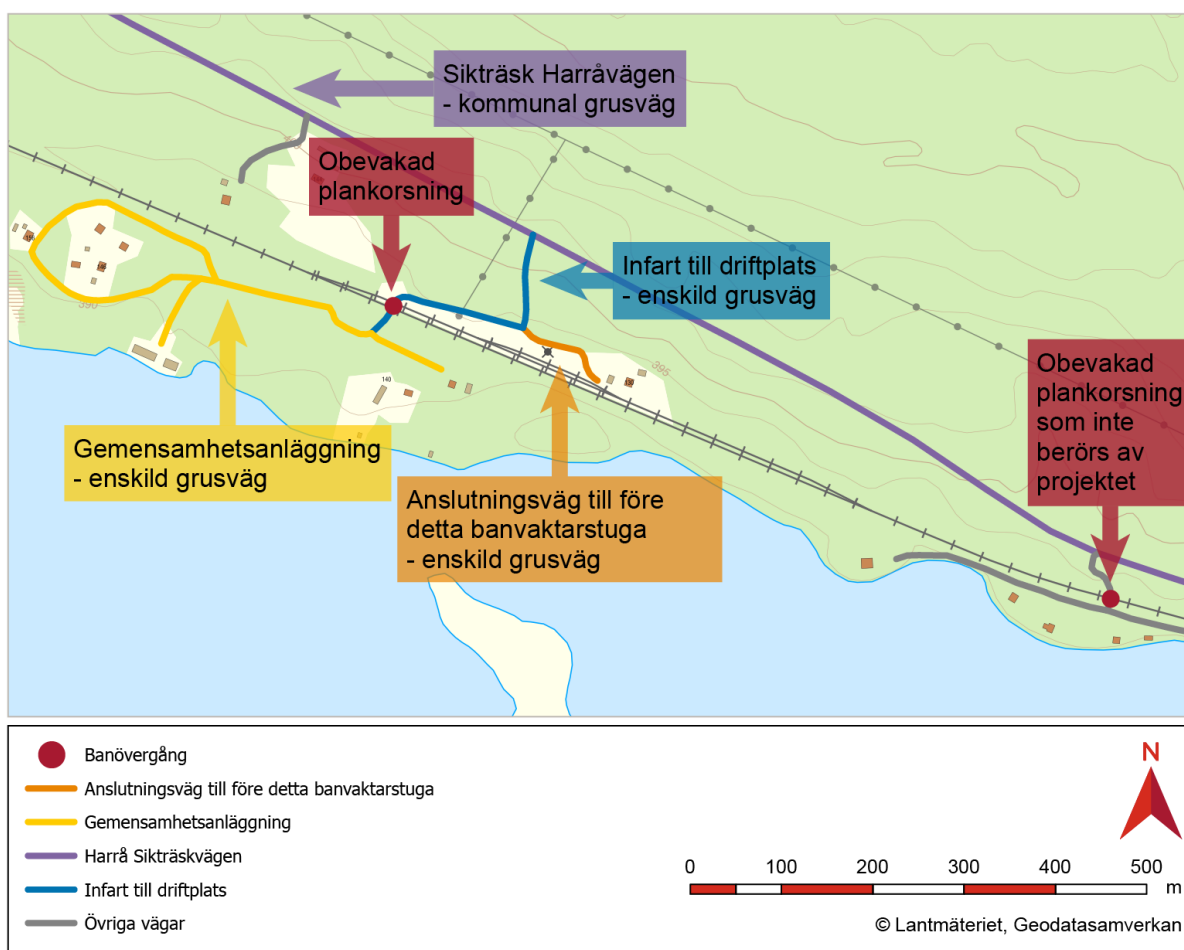 Sikträsk Harråvägen
- kommunal grusväg
Obevakad
plankorsning
Infart till driftplats
- enskild grusväg
Obevakad
plankorsning
som inte
berörs av
projektet
Gemensamhetsanläggning
- enskild grusväg
Anslutningsväg till före
detta banvaktarstuga
- enskild grusväg
390
395
140
Banövergång
Anslutningsväg till före detta banvaktarstuga
Gemensamhetsanläggning
Harrå Sikträskvägen
Infart till driftplats
Övriga vägar
N
0 100 200 300 400 500
m
© Lantmäteriet, Geodatasamverkan